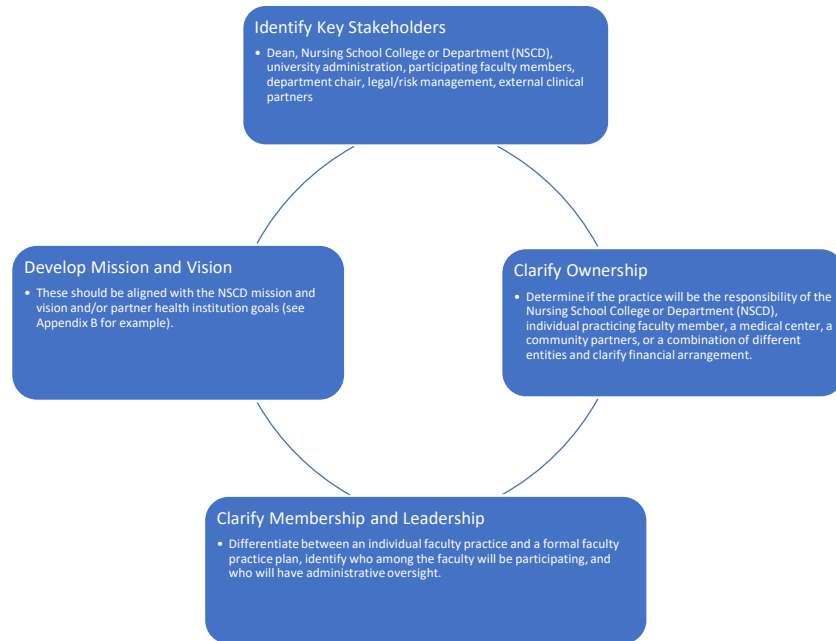 Identify Key Stakeholders
• Dean, Nursing School College or Department (NSCD),
university administration, participating faculty members,
department chair, legal/risk management, external clinical
partners
Develop Mission and Vision
• These should be aligned with the NSCD mission and
vision and/or partner health institution goals (see
Appendix B for example).
Clarify Ownership
• Determine if the practice will be the responsibility of the
Nursing School College or Department (NSCD),
individual practicing faculty member, a medical center, a
community partners, or a combination of different
entities and clarify financial arrangement.
Clarify Membership and Leadership
• Differentiate between an individual faculty practice and a formal faculty
practice plan, identify who among the faculty will be participating, and
who will have administrative oversight.